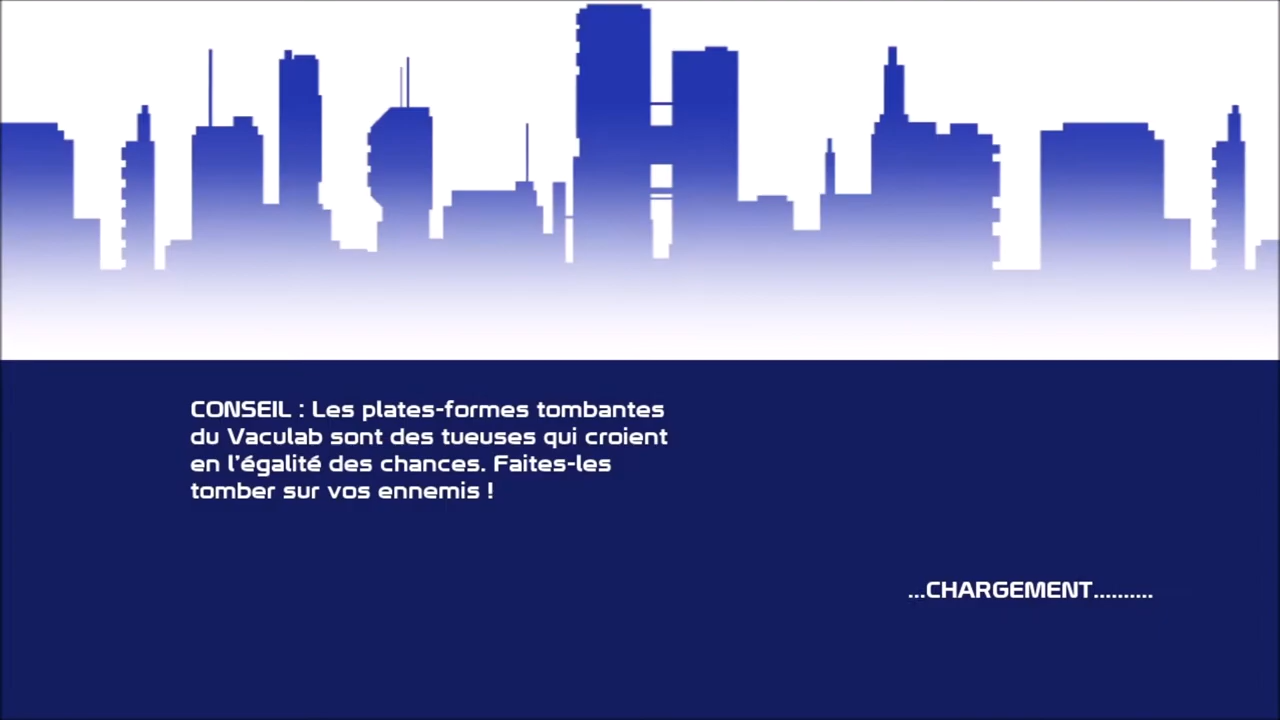 CONSEIL : Les plates-formes tombantes
du Vaculab sont des tueuses qui croient
en l'égalité des chances. Faites-les
tomber sur vos ennemis !
...CHARGEMENT..........